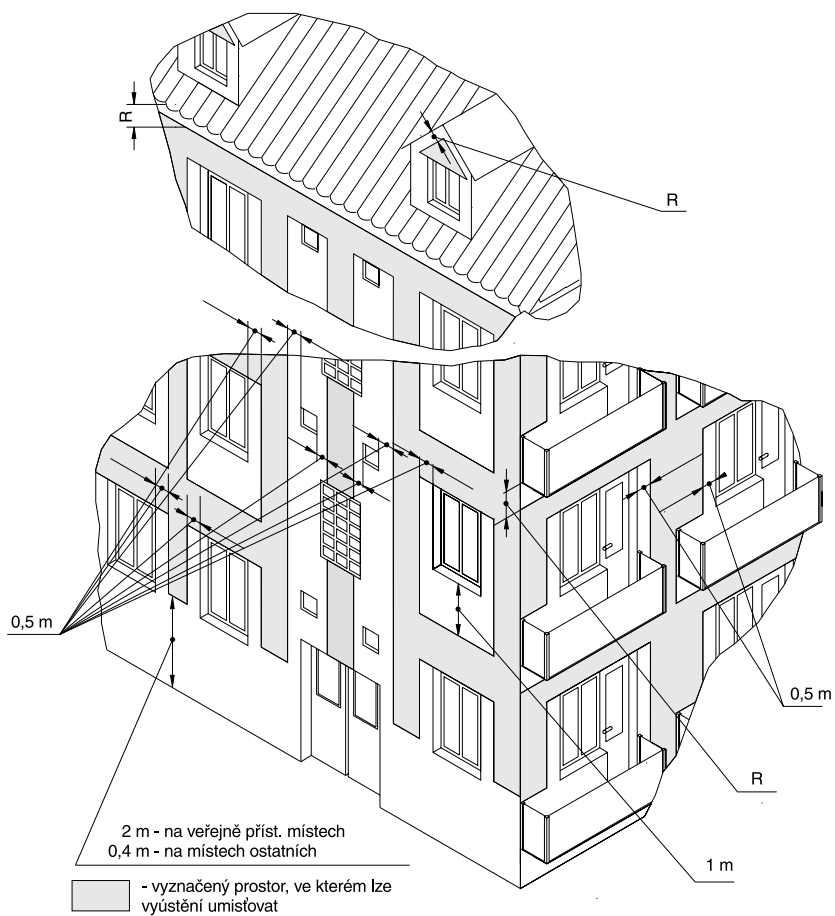 R
R
0,5 m
0,5 m
R
2 m - na veřejně příst. místech
0,4 m - na místech ostatních
1 m
- vyznačený prostor, ve kterém lze
vyústění umisťovat